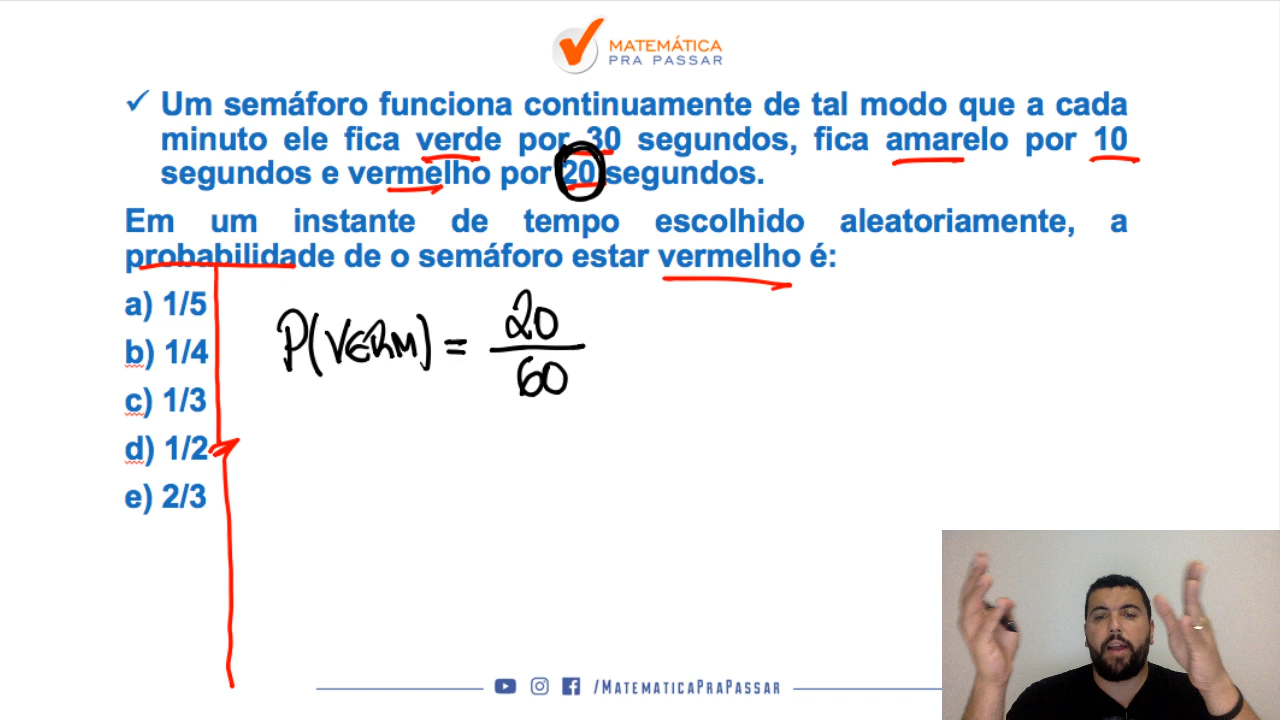 MATEMÁTICA
PRA PASSAR
✓ Um semáforo funciona continuamente de tal modo que a cada
minuto ele fica verde por 30 segundos, fica amarelo por 10
segundos e vermelho por 20 segundos.
Em um instante de tempo escolhido aleatoriamente, a
probabilidade de o semáforo estar vermelho é:
a) 1/5
b) 1/4
c) 1/3
d) 1/2
e) 2/3
P(VERM) = 20/60
/MATEMATICAPRAPASSAR